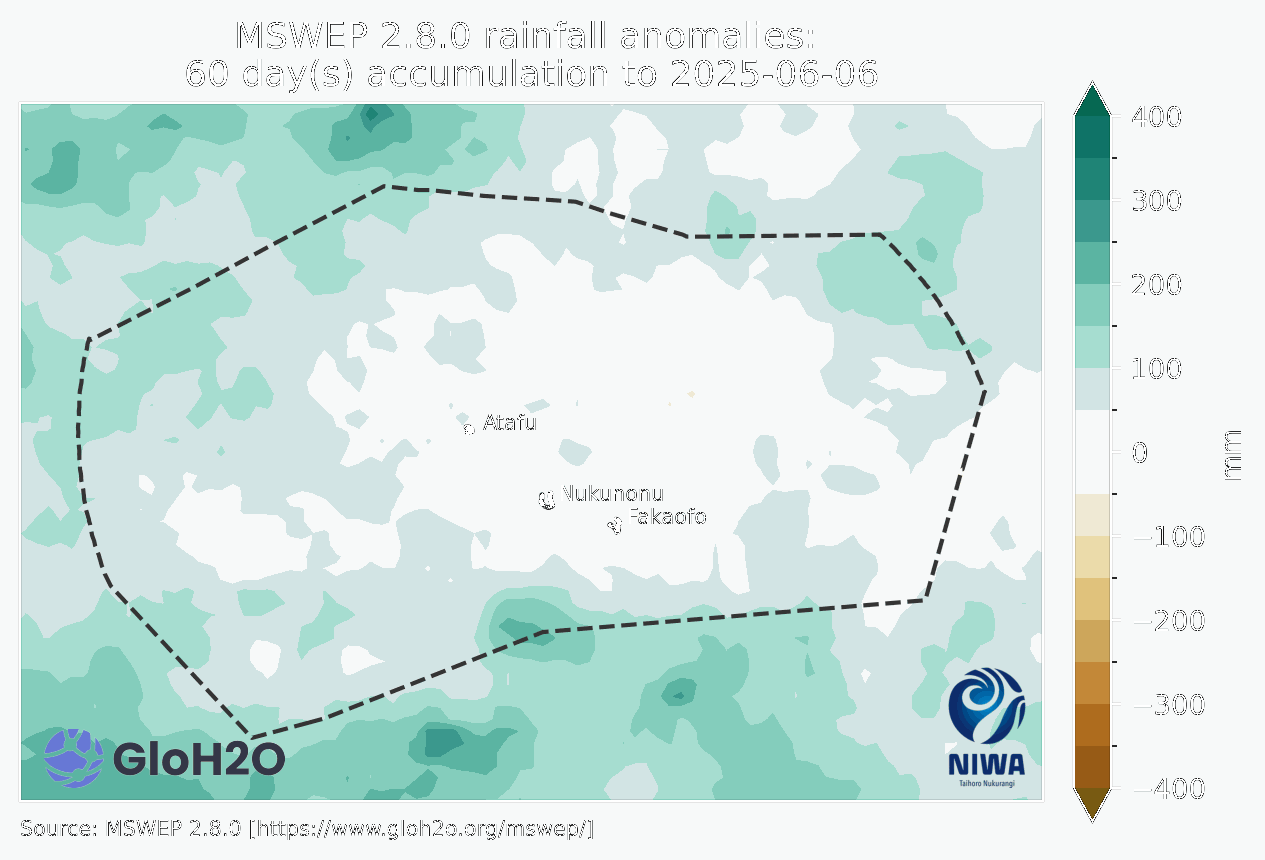 MSWEP 2.8.0 rainfall anomalies:
60 day(s) accumulation to 2025-06-06
400
300
200
100
0
−100
−200
−300
−400
mm
Atafu
Nukunonu
Fakaofo
GloH2O
NIWA
Taihoro Nukurangi
Source: MSWEP 2.8.0 [https://www.gloh2o.org/mswep/]